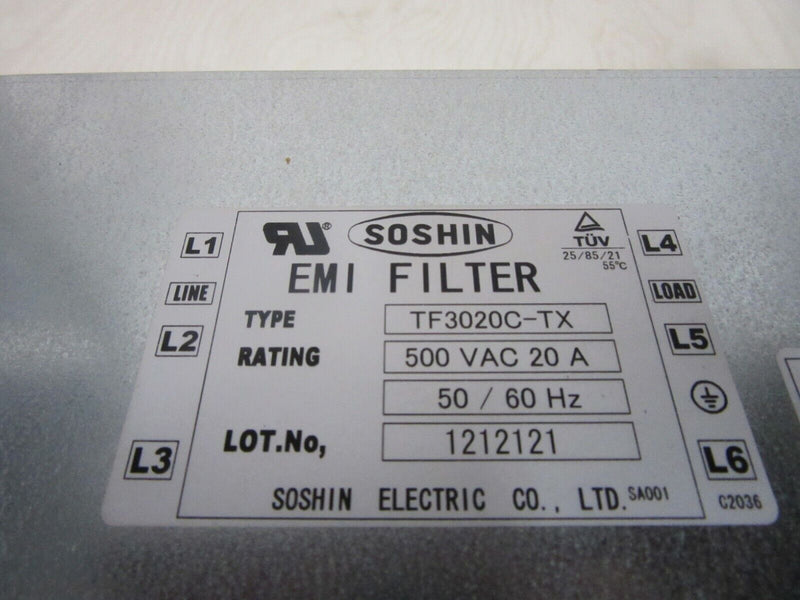 L1 RU® SOSHIN TÜV L4
25/85/21
55°C
EMI FILTER
LINE LOAD
TYPE TF3020C-TX
L2 L5
RATING 500 VAC 20 A
50 / 60 Hz
LOT.No, 1212121
L3 L6
SOSHIN ELECTRIC CO., LTD. SA001 C2036